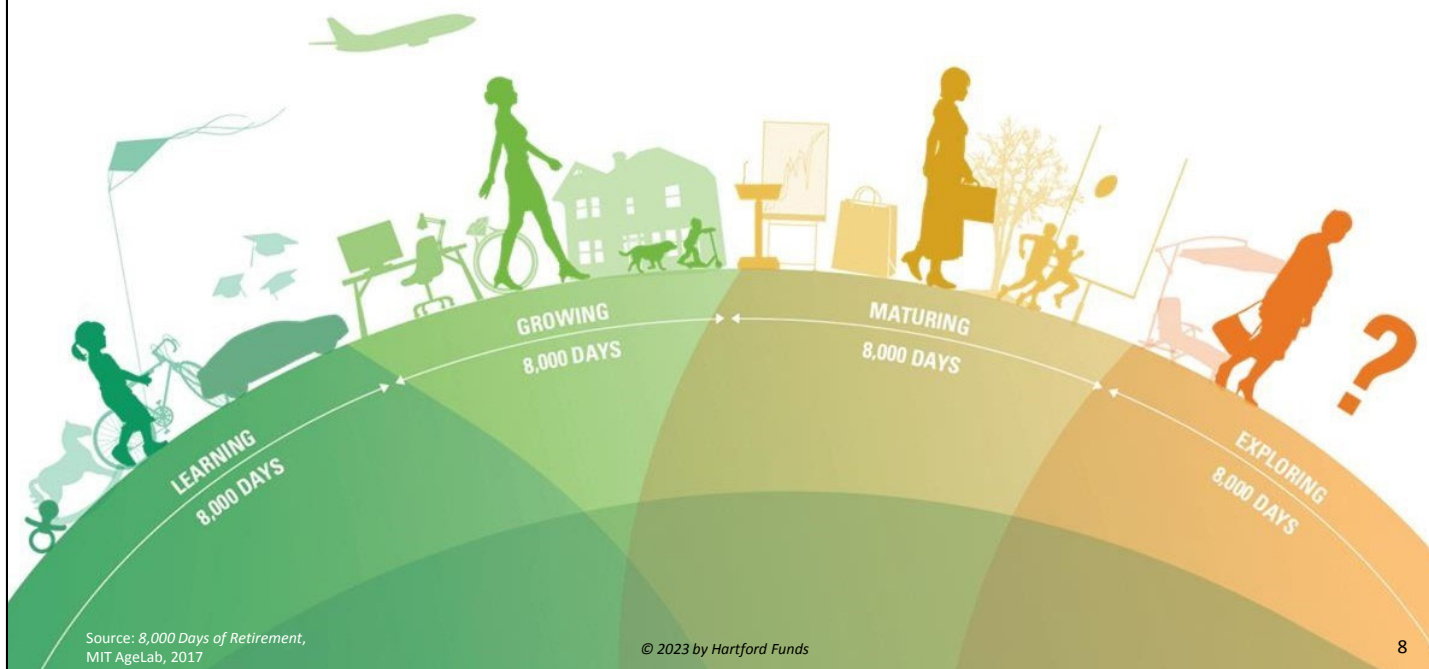 LEARNING
8,000 DAYS
GROWING
8,000 DAYS
MATURING
8,000 DAYS
EXPLORING
8,000 DAYS
?
Source: 8,000 Days of Retirement,
MIT AgeLab, 2017
© 2023 by Hartford Funds
8